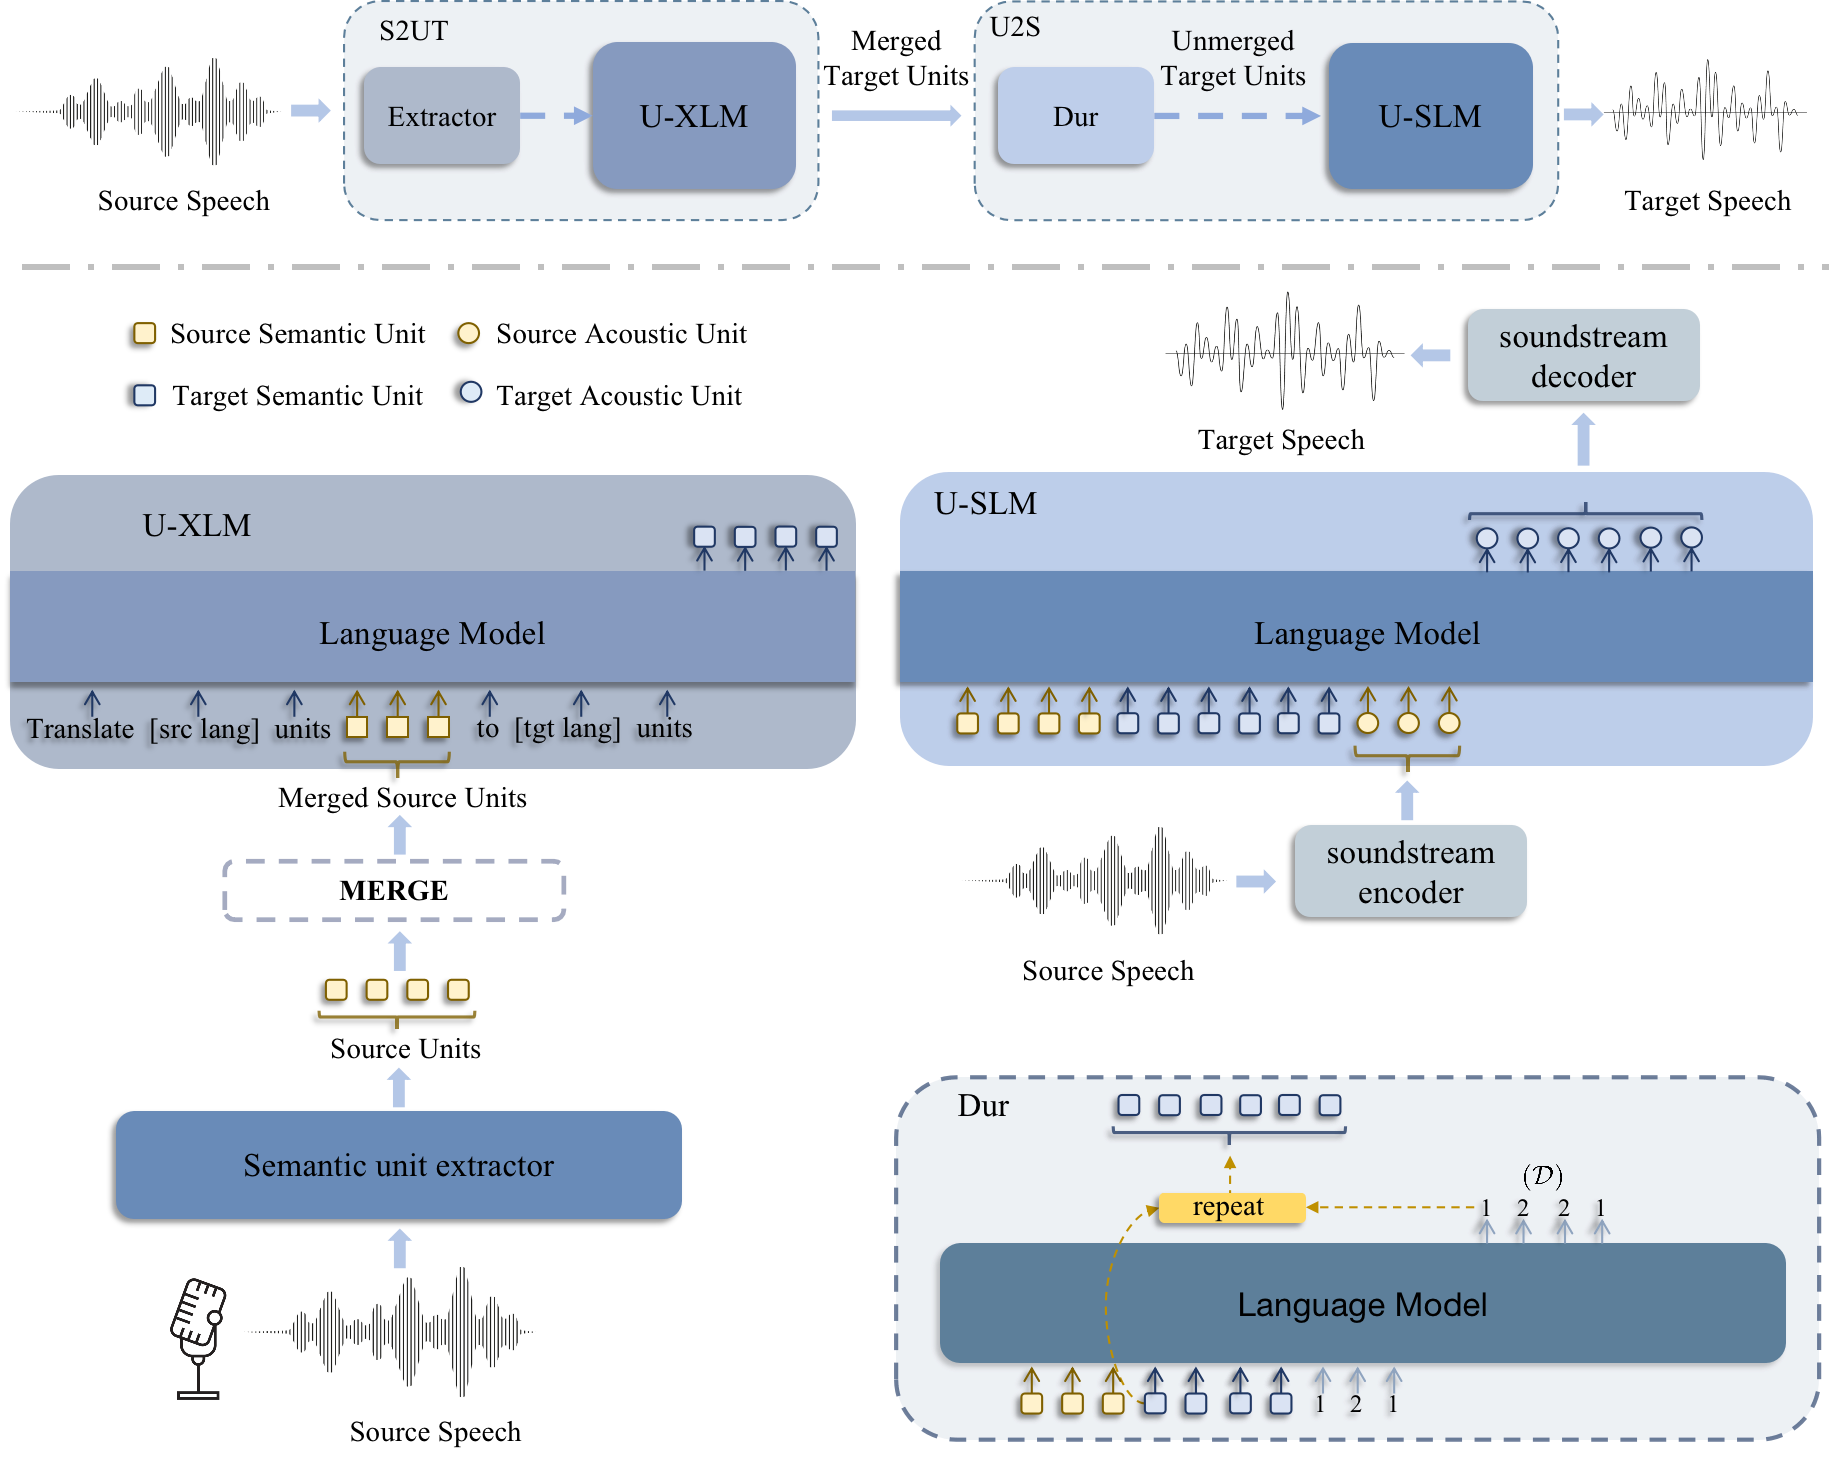 S2UT
Extractor
U-XLM
Merged
Target Units
U2S
Dur
Unmerged
Target Units
U-SLM
Source Speech
Target Speech
Source Semantic Unit
Source Acoustic Unit
Target Semantic Unit
Target Acoustic Unit
U-XLM
Language Model
Translate [src lang] units to [tgt lang] units
Merged Source Units
MERGE
Source Units
Semantic unit extractor
Source Speech
soundstream
decoder
Target Speech
U-SLM
Language Model
soundstream
encoder
Source Speech
Dur
(𝒟)
repeat
1 2 2 1
Language Model
1 2 1